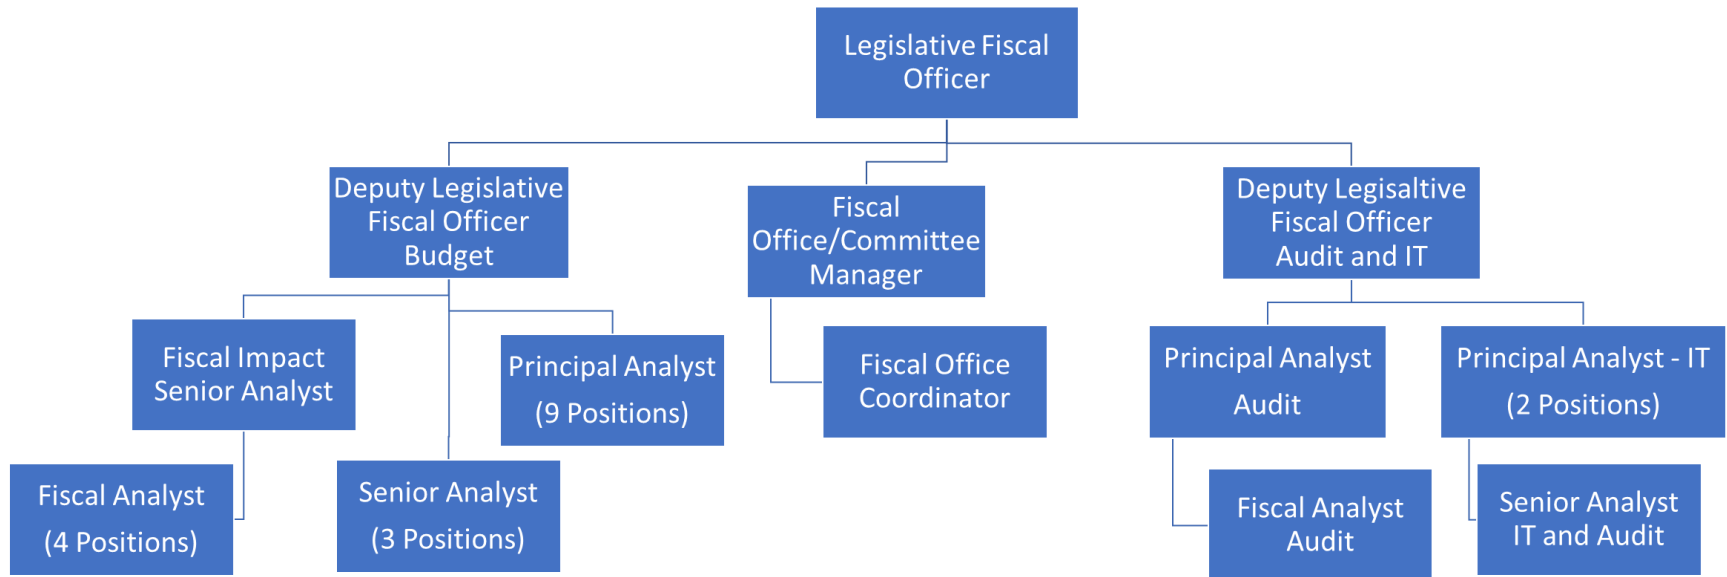 Legislative Fiscal
Officer
Deputy Legislative
Fiscal Officer
Budget
Fiscal
Office/Committee
Manager
Deputy Legisaltive
Fiscal Officer
Audit and IT
Fiscal Impact
Senior Analyst
Principal Analyst
(9 Positions)
Fiscal Office
Coordinator
Principal Analyst
Audit
Principal Analyst - IT
(2 Positions)
Fiscal Analyst
(4 Positions)
Senior Analyst
(3 Positions)
Fiscal Analyst
Audit
Senior Analyst
IT and Audit